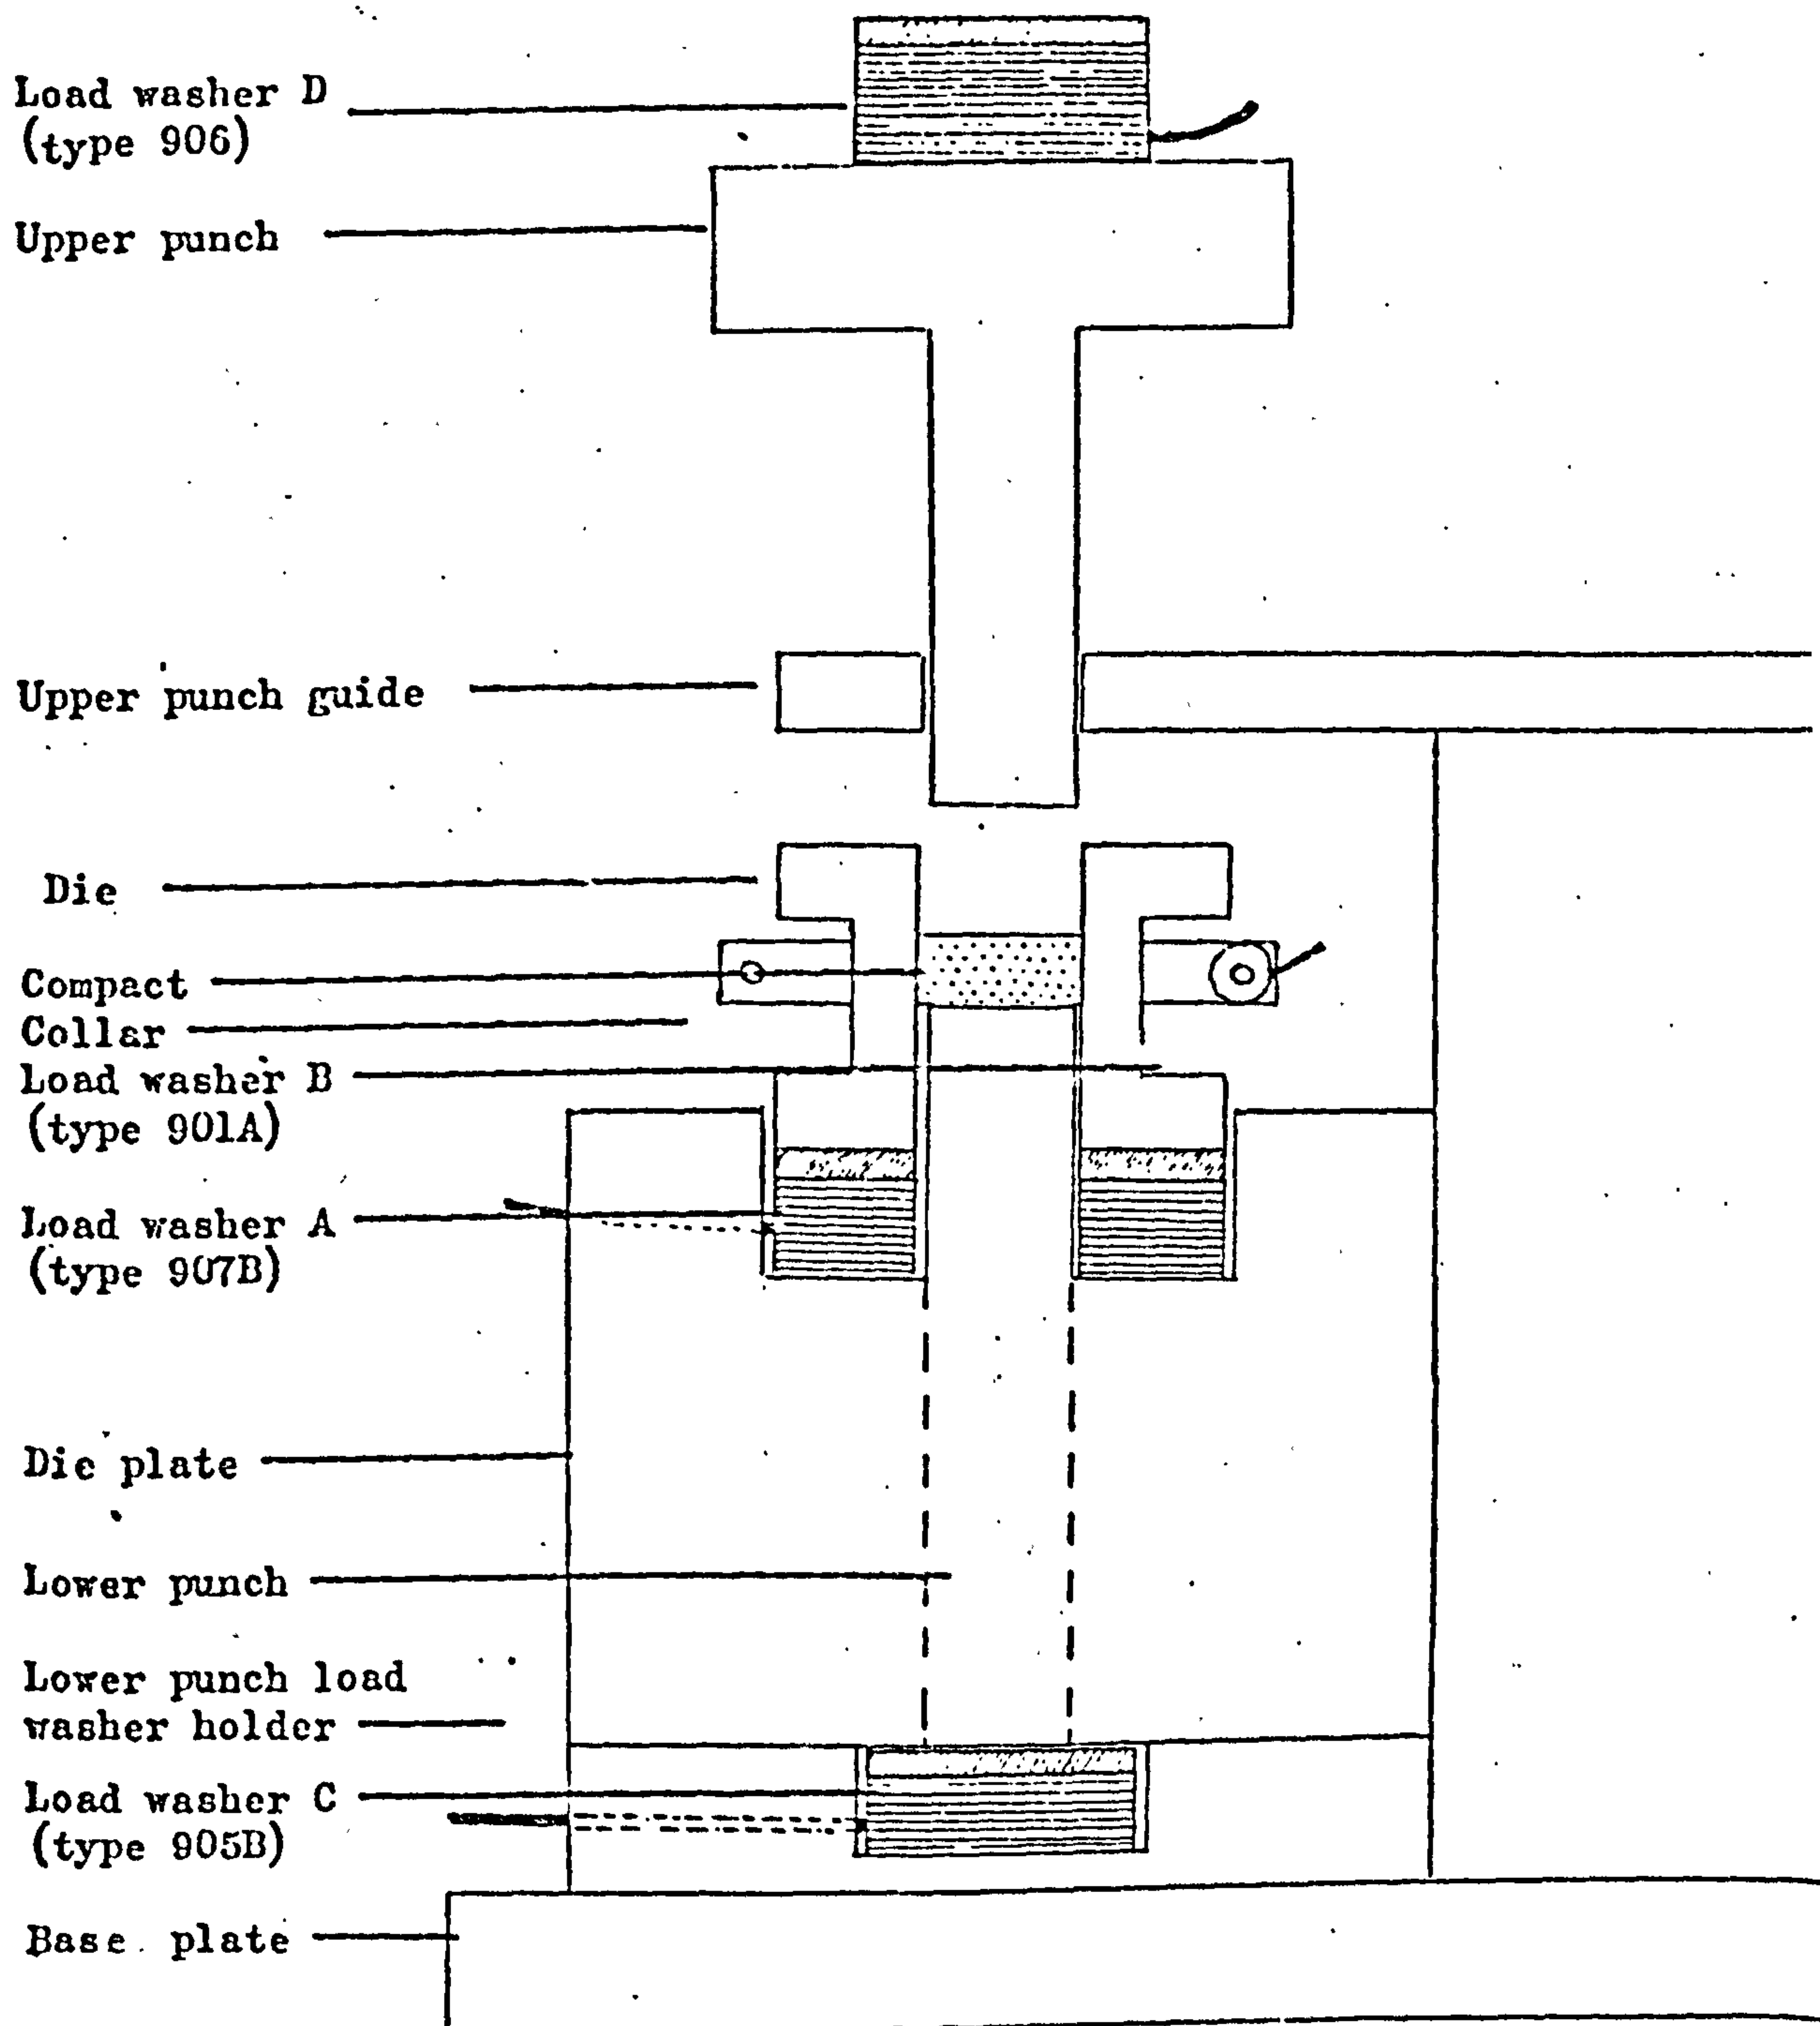 Load washer D
(type 906)
Upper punch
Upper punch guide
Die
Compact
Collar
Load washer B
(type 901A)
Load washer A
(type 907B)
Die plate
Lower punch
Lower punch load
washer holder
Load washer C
(type 905B)
Base plate